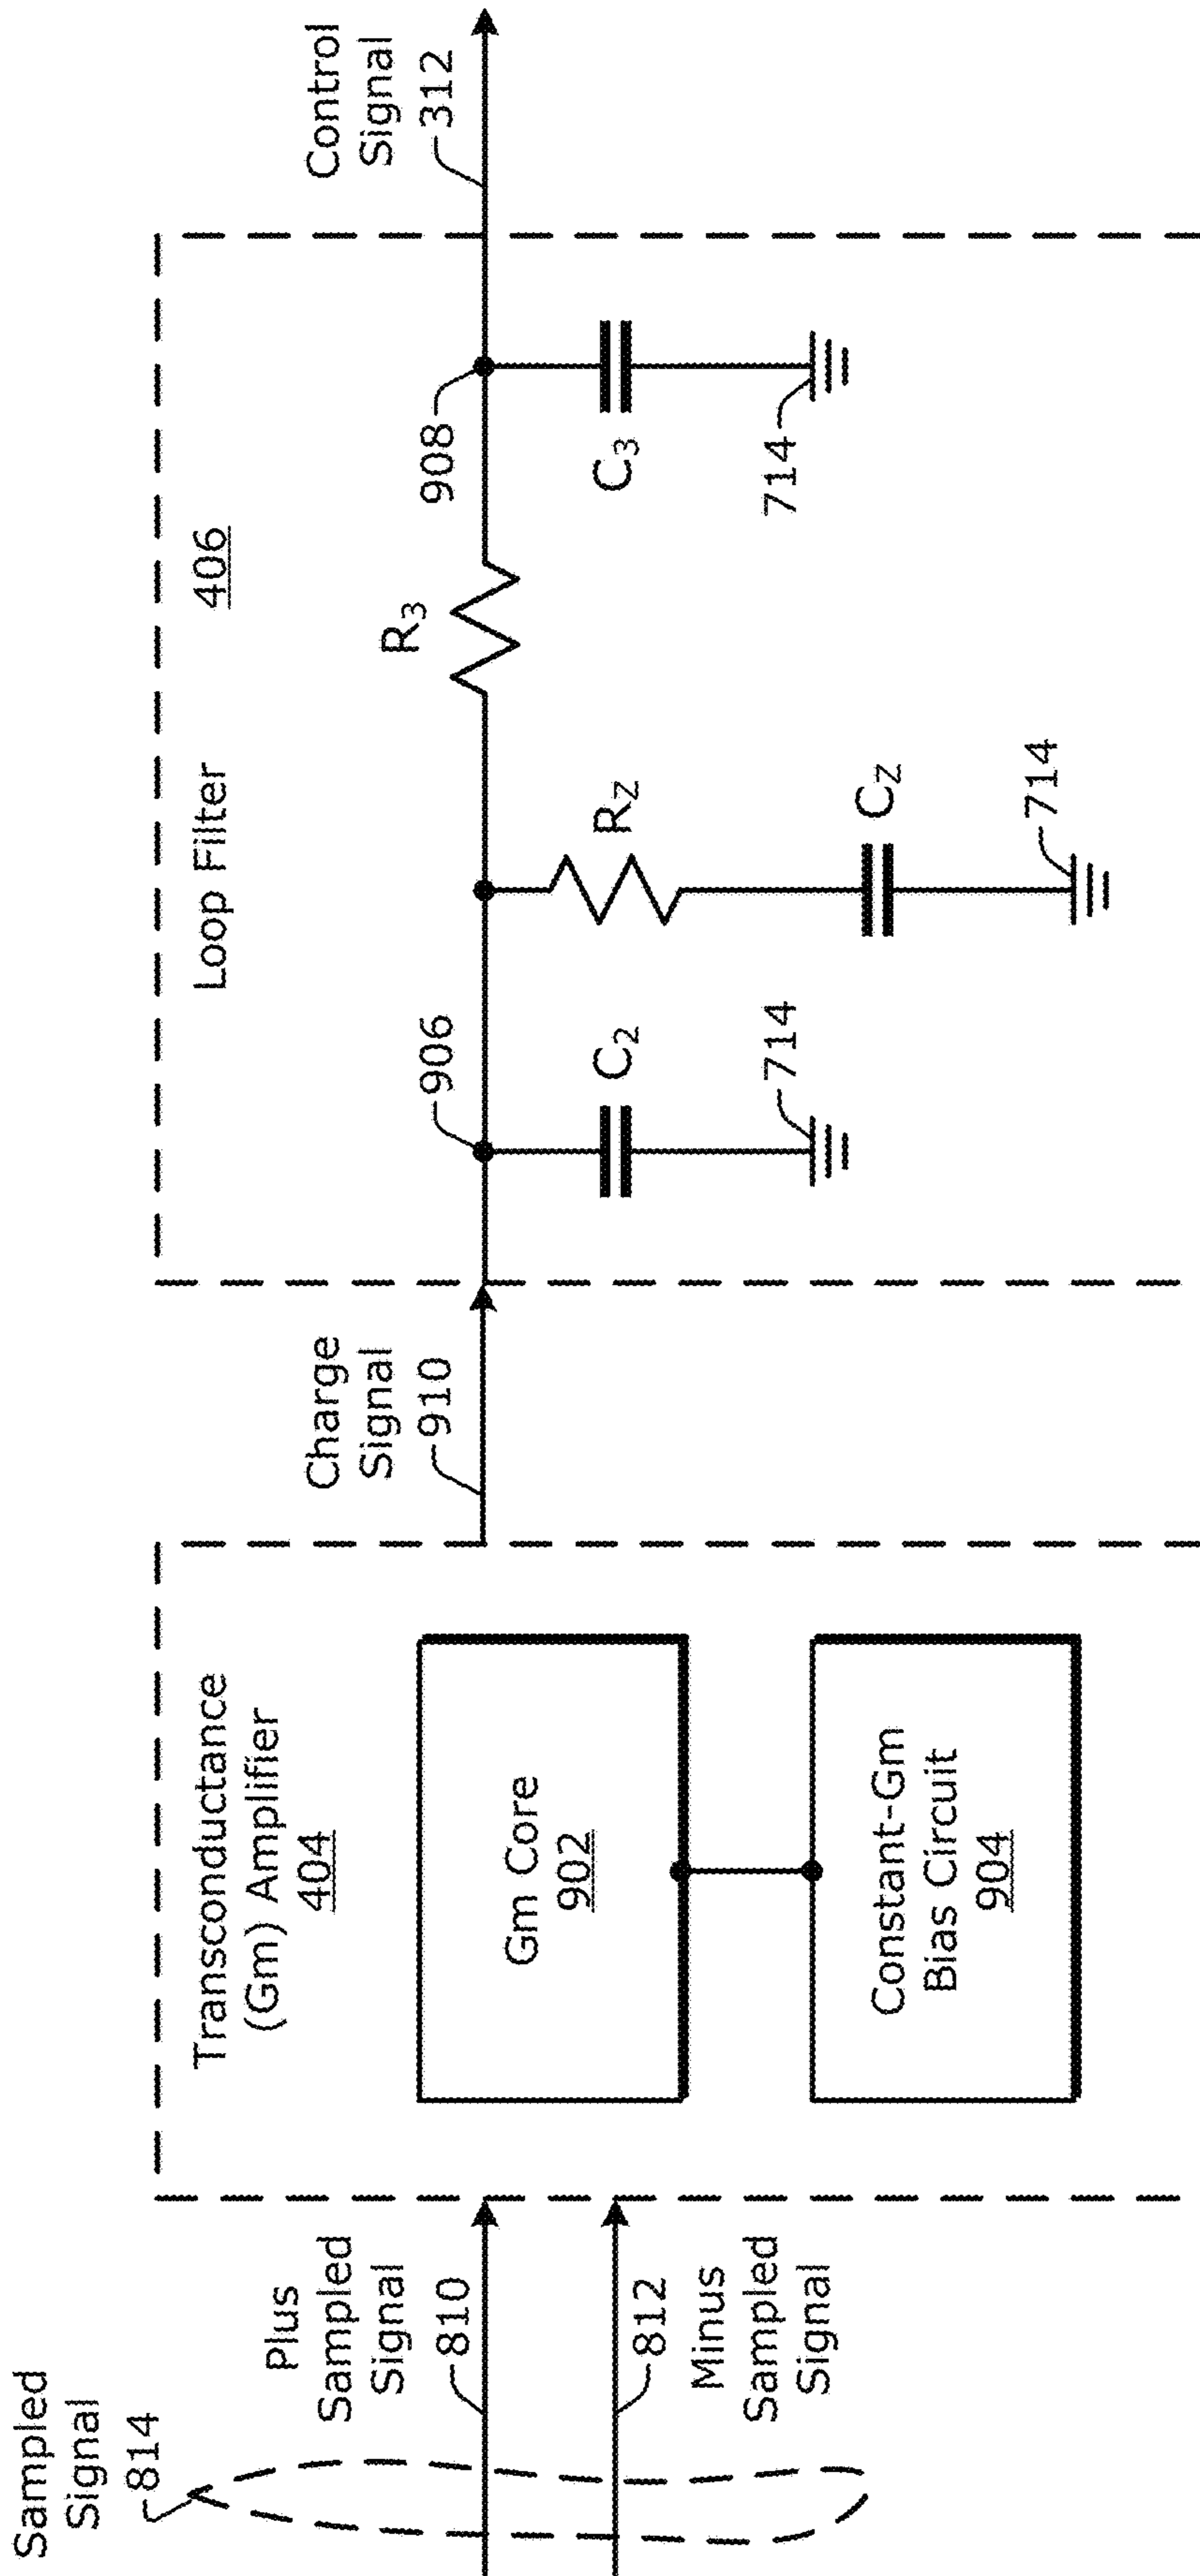 Sampled
Signal
814
Plus
Sampled
Signal
810
812
Minus
Sampled
Signal
Transconductance
(Gm) Amplifier
404
Gm Core
902
Constant-Gm
Bias Circuit
904
Charge
Signal
910
Loop Filter
406
906
C2
714
RZ
CZ
714
R3
908
C3
714
Control
Signal
312